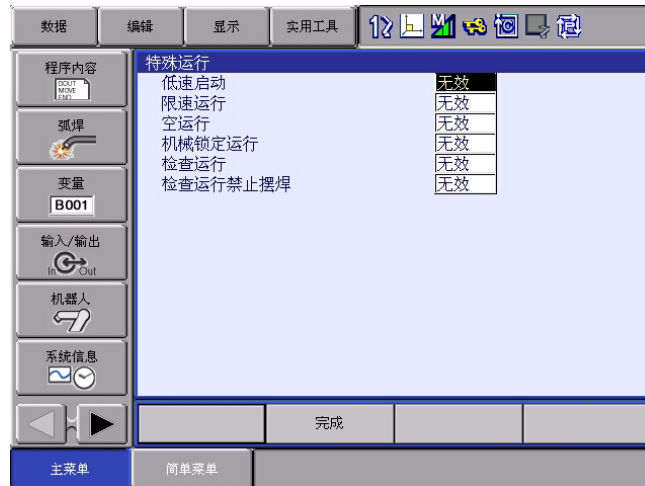 数据 编辑 显示 实用工具
程序内容
DOUT
MOVE
END
弧焊
变量
B001
输入/输出
In Out
机器人
系统信息
特殊运行
低速启动 无效
限速运行 无效
空运行 无效
机械锁定运行 无效
检查运行 无效
检查运行禁止摆焊 无效
完成
主菜单 简单菜单